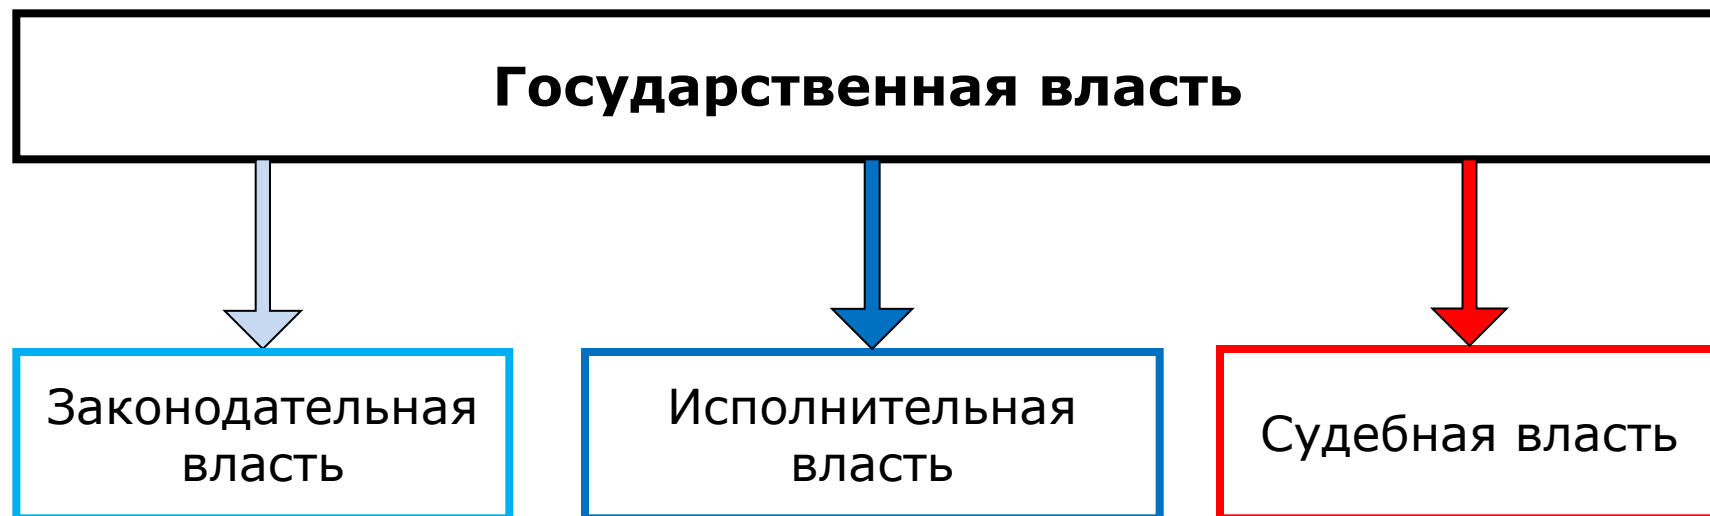 Государственная власть
Законодательная
власть
Исполнительная
власть
Судебная власть